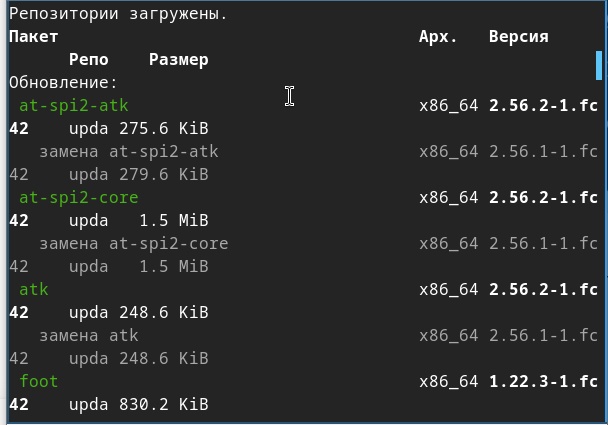 Репозитории загружены.
Пакет Арх. Версия
Репо Размер
Обновление:
at-spi2-atk x86_64 2.56.2-1.fc
42 upda 275.6 KiB
замена at-spi2-atk x86_64 2.56.1-1.fc
42 upda 279.6 KiB
at-spi2-core x86_64 2.56.2-1.fc
42 upda 1.5 MiB
замена at-spi2-core x86_64 2.56.1-1.fc
42 upda 1.5 MiB
atk x86_64 2.56.2-1.fc
42 upda 248.6 KiB
замена atk x86_64 2.56.1-1.fc
42 upda 248.6 KiB
foot x86_64 1.22.3-1.fc
42 upda 830.2 KiB